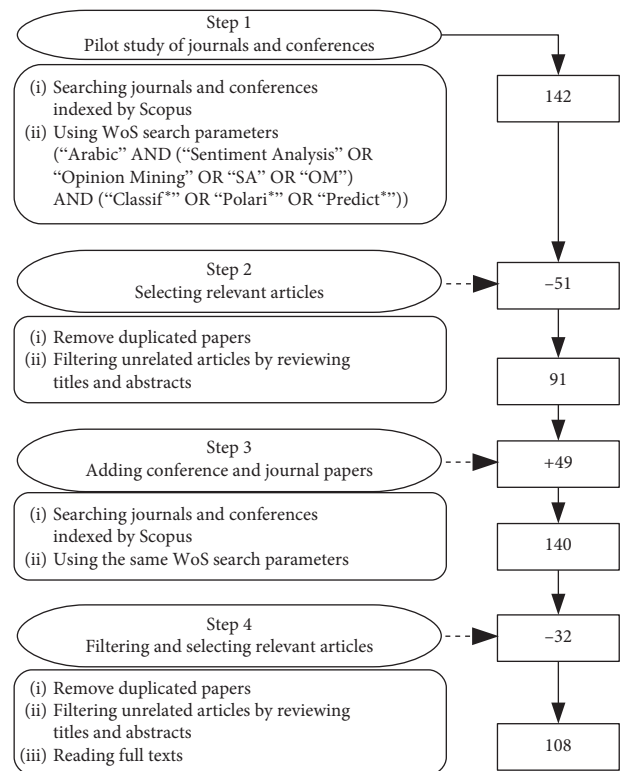 Step 1
Pilot study of journals and conferences
(i) Searching journals and conferences
indexed by Scopus
(ii) Using WoS search parameters
(“Arabic” AND (“Sentiment Analysis” OR
“Opinion Mining” OR “SA” OR “OM”)
AND (“Classif*” OR “Polari*” OR “Predict*”))
142
Step 2
Selecting relevant articles
–51
(i) Remove duplicated papers
(ii) Filtering unrelated articles by reviewing
titles and abstracts
91
Step 3
Adding conference and journal papers
+49
(i) Searching journals and conferences
indexed by Scopus
(ii) Using the same WoS search parameters
140
Step 4
Filtering and selecting relevant articles
–32
(i) Remove duplicated papers
(ii) Filtering unrelated articles by reviewing
titles and abstracts
(iii) Reading full texts
108